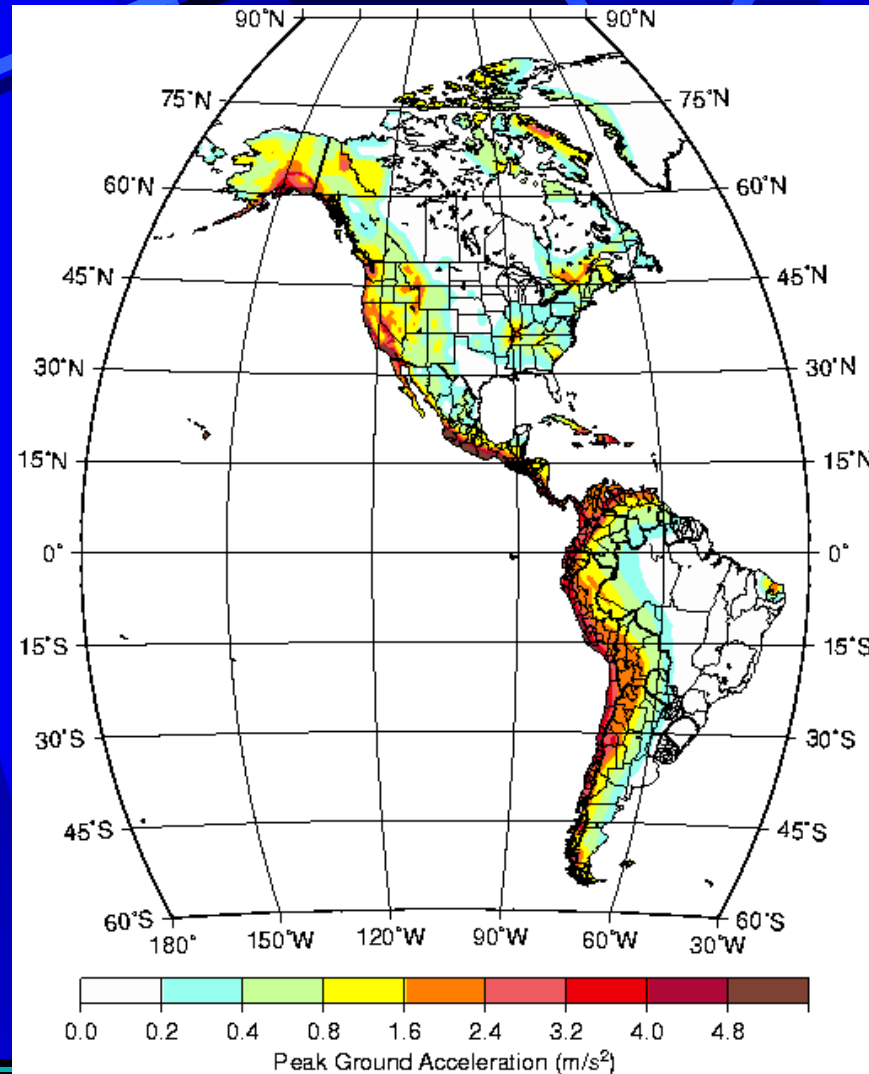 90˚N 90˚N
75˚N 75˚N
60˚N 60˚N
45˚N 45˚N
30˚N 30˚N
15˚N 15˚N
0˚ 0˚
15˚S 15˚S
30˚S 30˚S
45˚S 45˚S
60˚S 60˚S
180˚ 150˚W 120˚W 90˚W 60˚W 30˚W
0.0 0.2 0.4 0.8 1.6 2.4 3.2 4.0 4.8
Peak Ground Acceleration (m/s²)